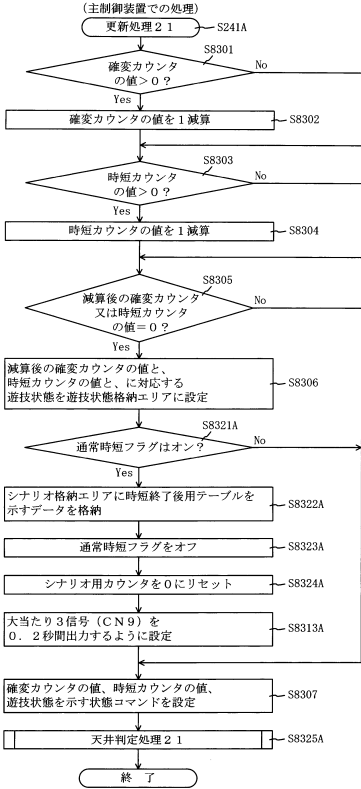 (主制御装置での処理)
更新処理21
S241A
S8301
確変カウンタ
の値>0?
No
Yes
確変カウンタの値を1減算
S8302
S8303
時短カウンタ
の値>0?
No
Yes
時短カウンタの値を1減算
S8304
S8305
減算後の確変カウンタ
又は時短カウンタ
の値=0?
No
Yes
減算後の確変カウンタの値と、
時短カウンタの値と、に対応する
遊技状態を遊技状態格納エリアに設定
S8306
S8321A
通常時短フラグはオン?
No
Yes
シナリオ格納エリアに時短終了後用テーブルを
示すデータを格納
S8322A
通常時短フラグをオフ
S8323A
シナリオ用カウンタを0にリセット
S8324A
大当たり3信号(CN9)を
0.2秒間出力するように設定
S8313A
確変カウンタの値、時短カウンタの値、
遊技状態を示す状態コマンドを設定
S8307
天井判定処理21
S8325A
終了